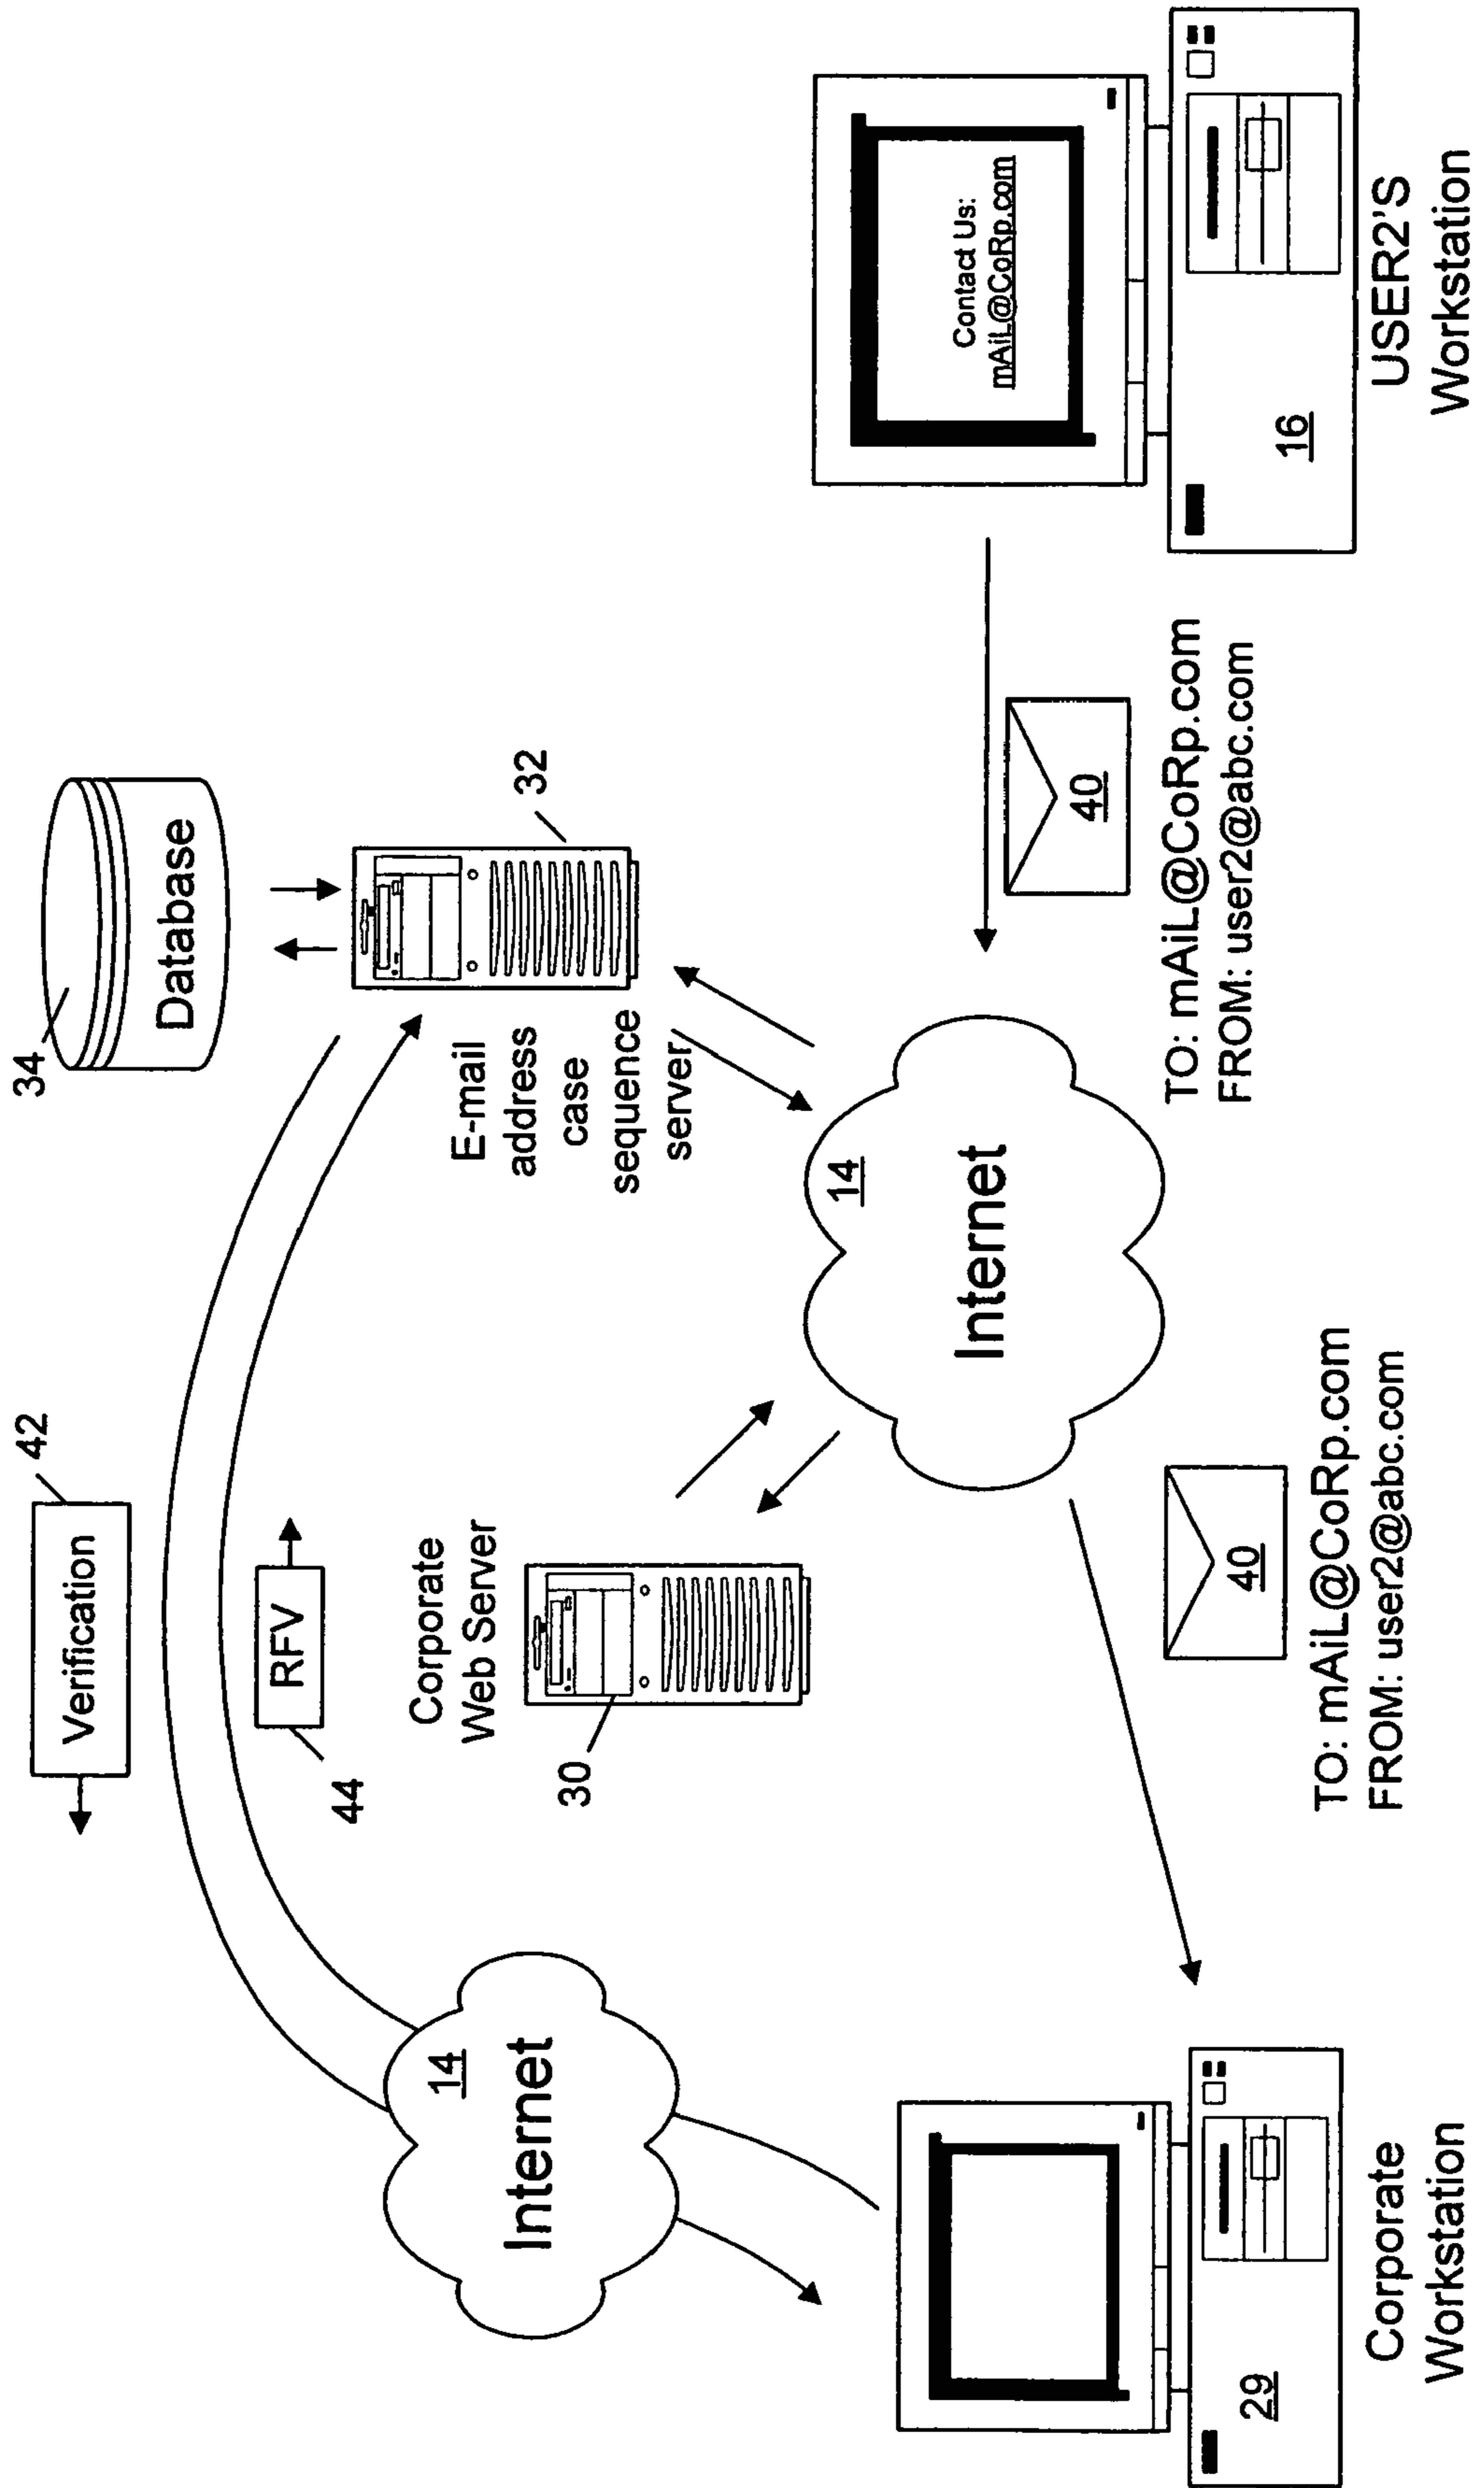 34
Database
32
E-mail
address
case
sequence
server
42
Verification
RFV
44
Corporate
Web Server
30
14
Internet
14
Internet
Contact Us:
mAiL@CoRp.com
16
USER2'S
Workstation
40
TO: mAiL@CoRp.com
FROM: user2@abc.com
40
TO: mAiL@CoRp.com
FROM: user2@abc.com
29
Corporate
Workstation